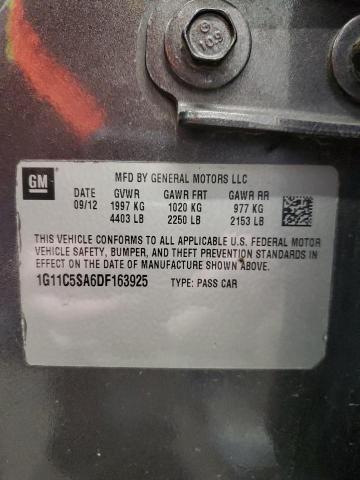 10.9
GM
MFD BY GENERAL MOTORS LLC
DATE GVWR GAWR FRT GAWR RR
09/12 1997 KG 1020 KG 977 KG
4403 LB 2250 LB 2153 LB
THIS VEHICLE CONFORMS TO ALL APPLICABLE U.S. FEDERAL MOTOR
VEHICLE SAFETY, BUMPER, AND THEFT PREVENTION STANDARDS IN
EFFECT ON THE DATE OF MANUFACTURE SHOWN ABOVE.
1G11C5SA6DF163925 TYPE: PASS CAR